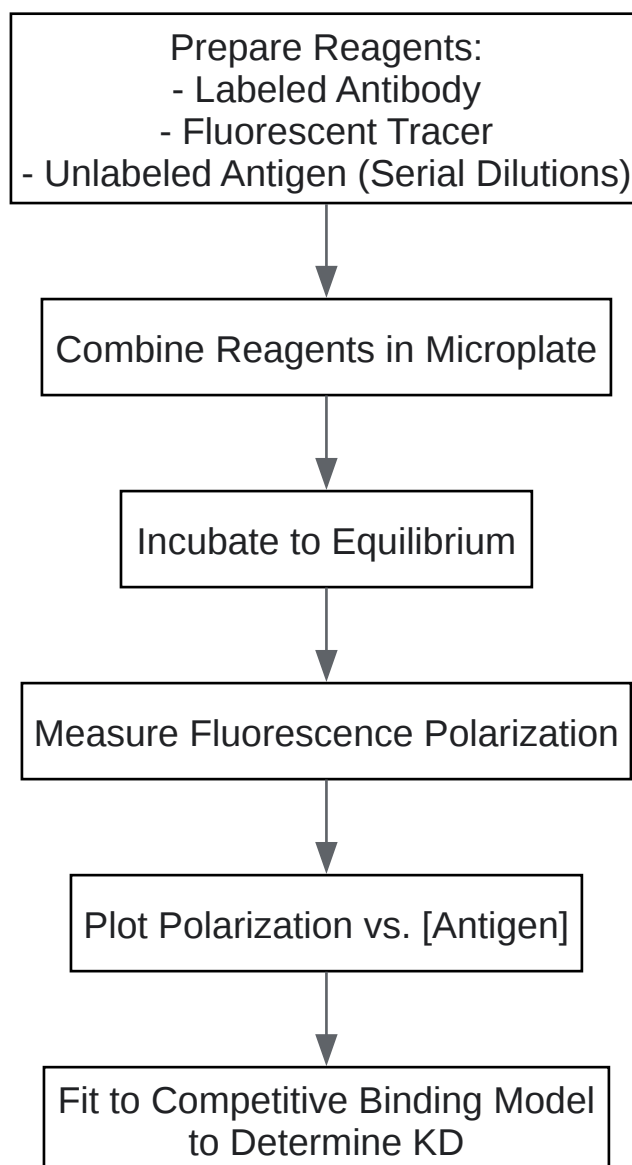 Prepare Reagents:
- Labeled Antibody
- Fluorescent Tracer
- Unlabeled Antigen (Serial Dilutions)
Combine Reagents in Microplate
Incubate to Equilibrium
Measure Fluorescence Polarization
Plot Polarization vs. [Antigen]
Fit to Competitive Binding Model
to Determine KD